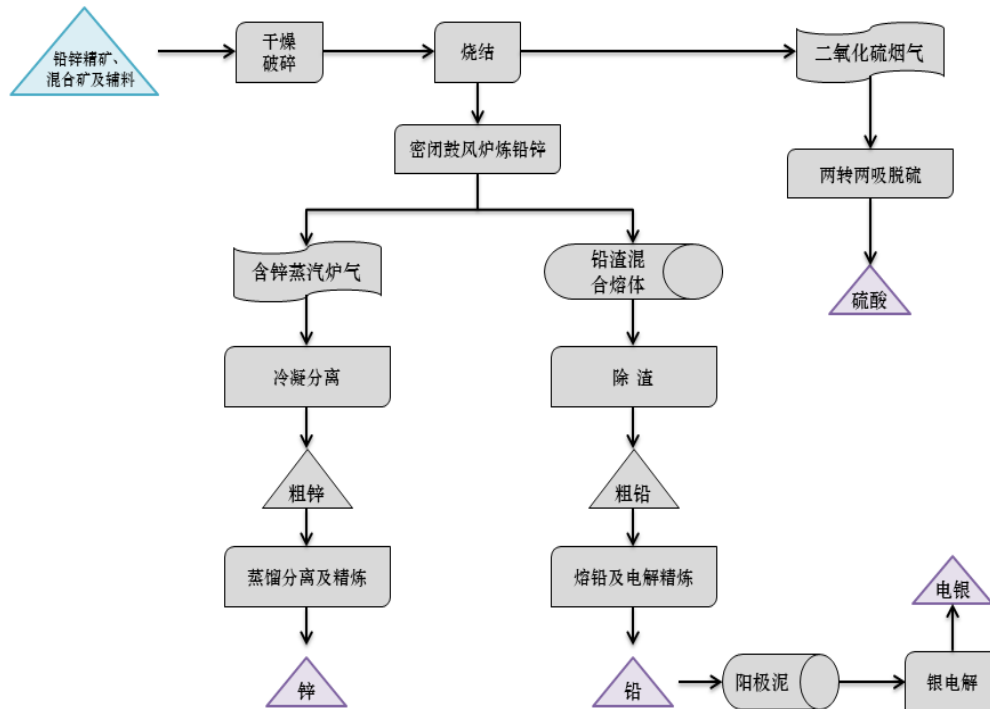 铅锌精矿、
混合矿及辅料
干燥
破碎
烧结
二氧化硫烟气
密闭鼓风炉炼铅锌
两转两吸脱硫
含锌蒸汽炉气
铅渣混
合熔体
硫酸
冷凝分离
除 渣
粗锌
粗铅
蒸馏分离及精炼
熔铅及电解精炼
电银
锌
铅
阳极泥
银电解